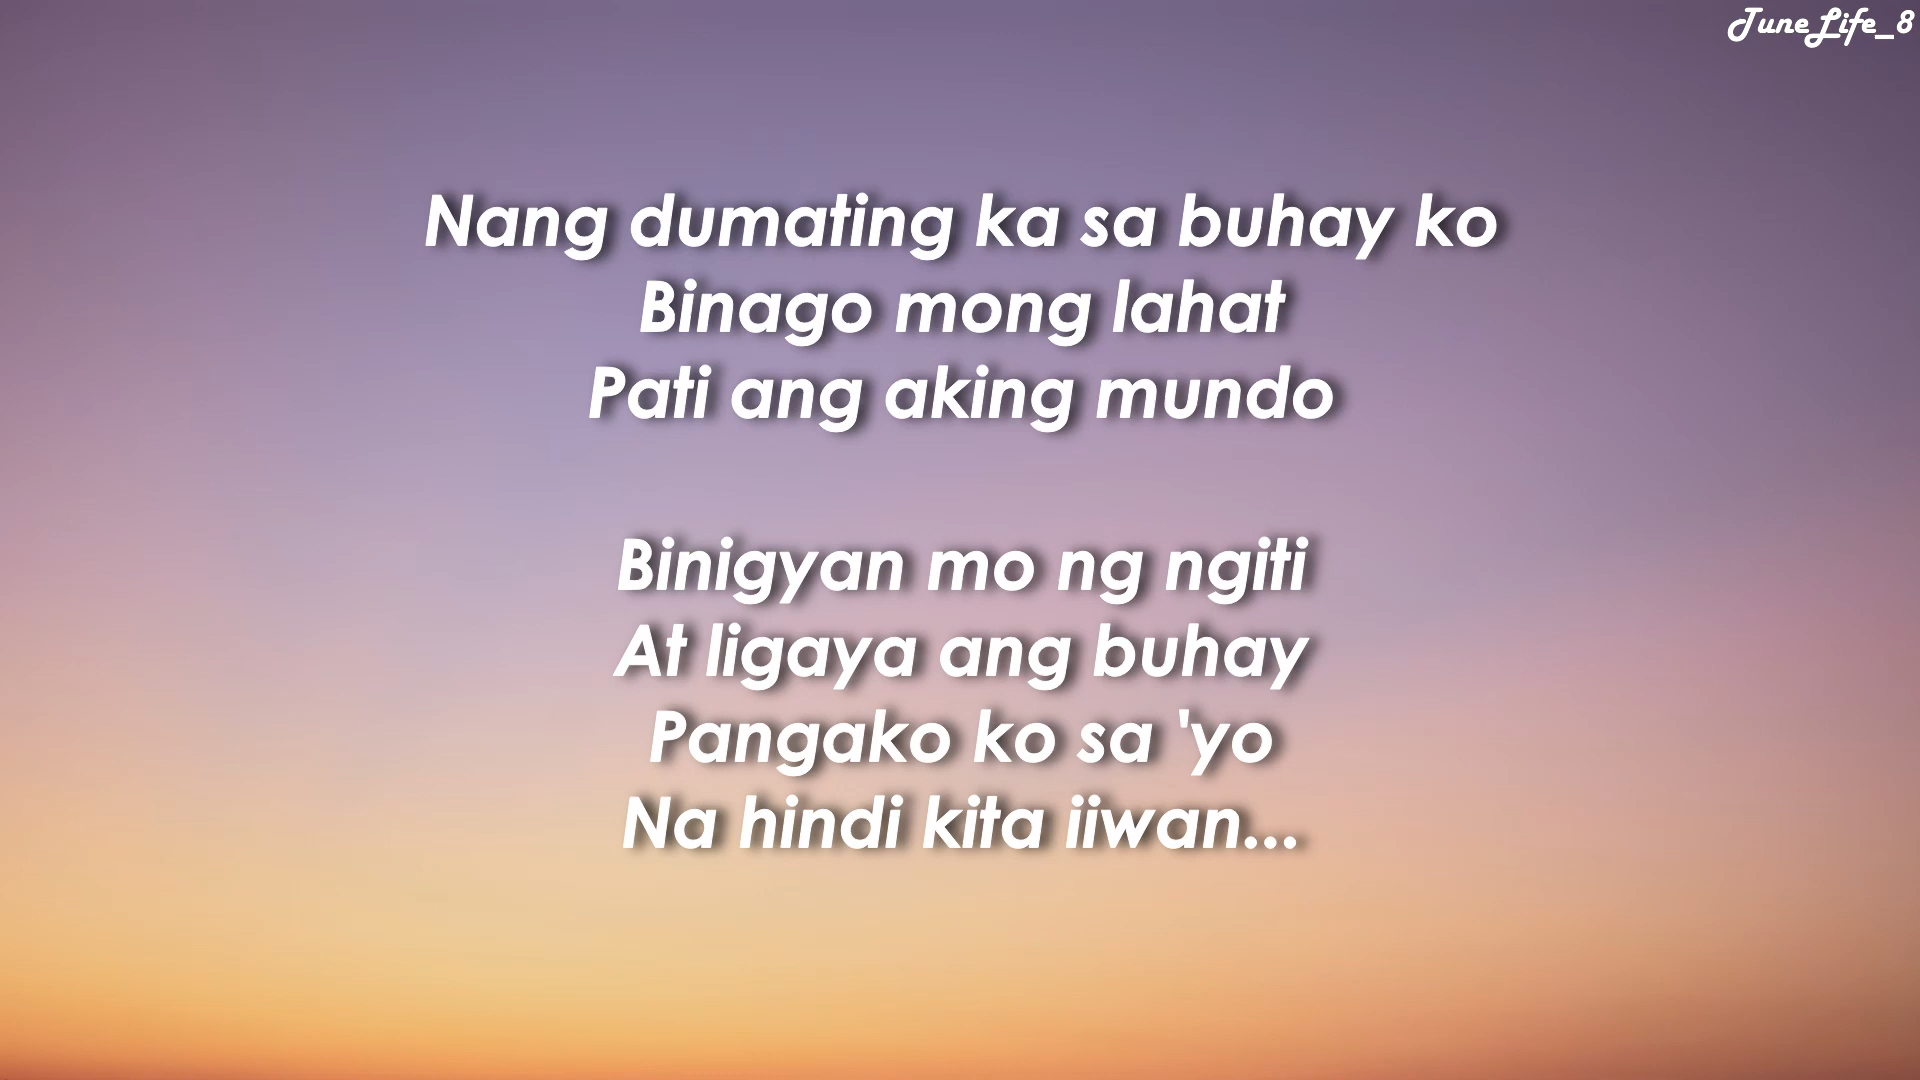 TuneLife_8
Nang dumating ka sa buhay ko
Binago mong lahat
Pati ang aking mundo
Binigyan mo ng ngiti
At ligaya ang buhay
Pangako ko sa 'yo
Na hindi kita iiwan...